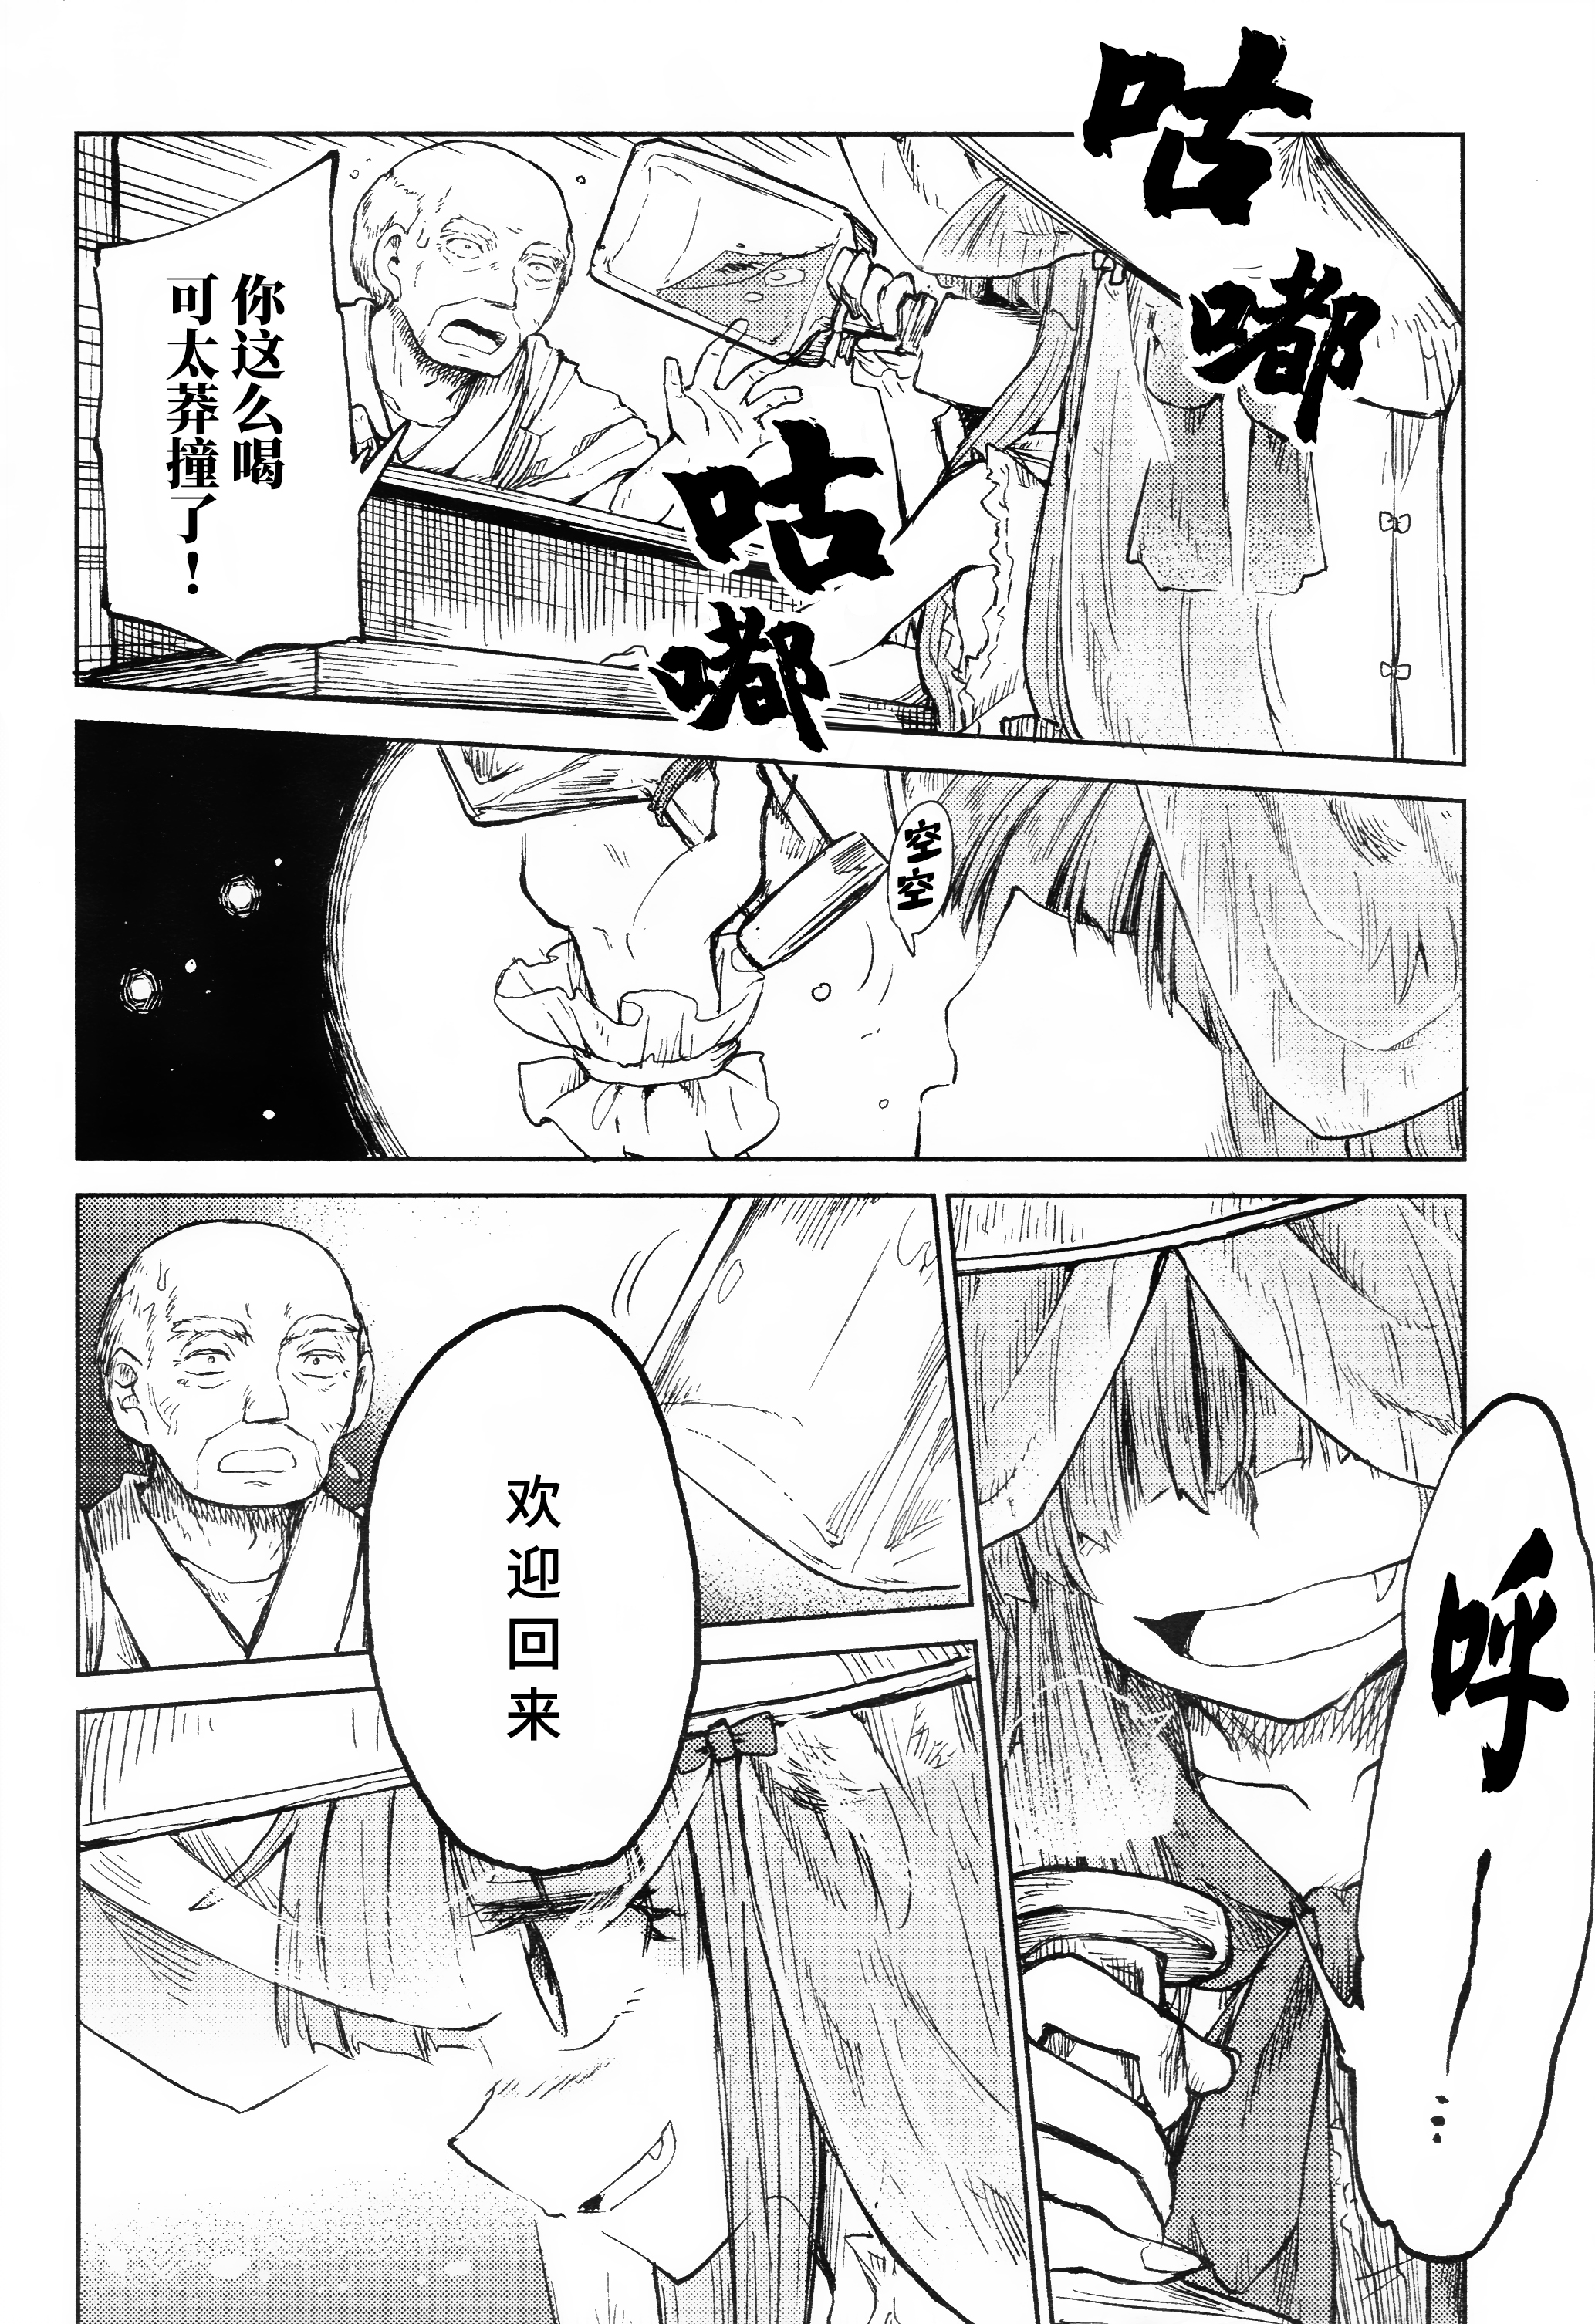 咕嘟
咕嘟
你这么喝
可太莽撞了！
空空
呼——…
欢迎回来